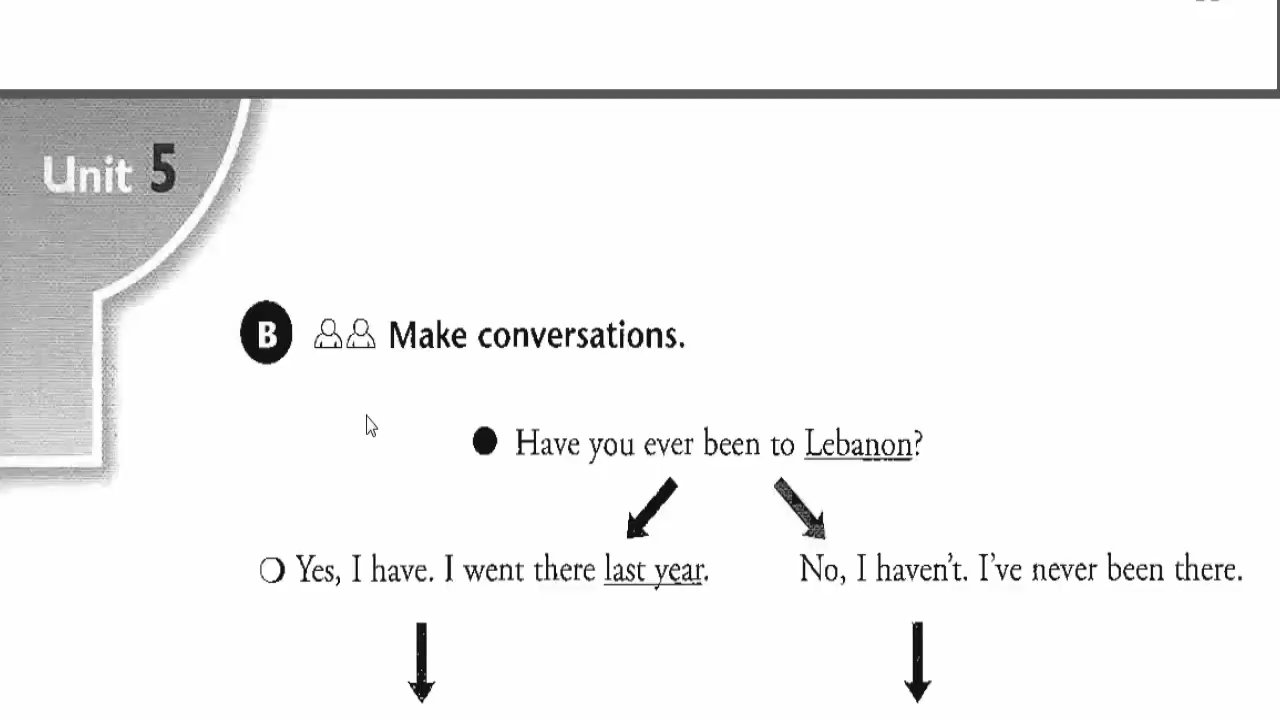 Unit 5
B Make conversations.
Have you ever been to Lebanon?
Yes, I have. I went there last year.
No, I haven't. I've never been there.